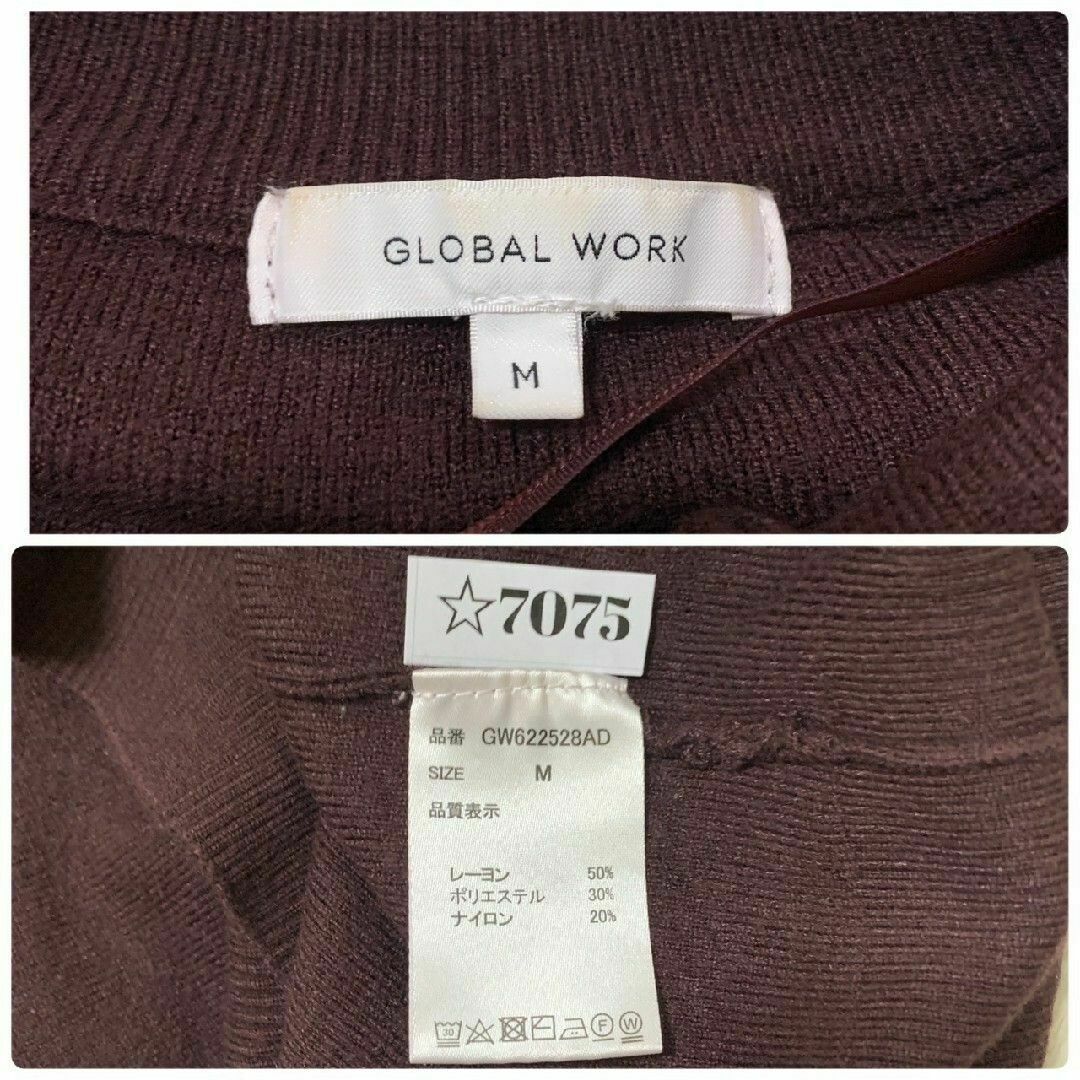 GLOBAL WORK
M
☆7075
品番 GW622528AD
SIZE M
品質表示
レーヨン 50%
ポリエステル 30%
ナイロン 20%
30 F W